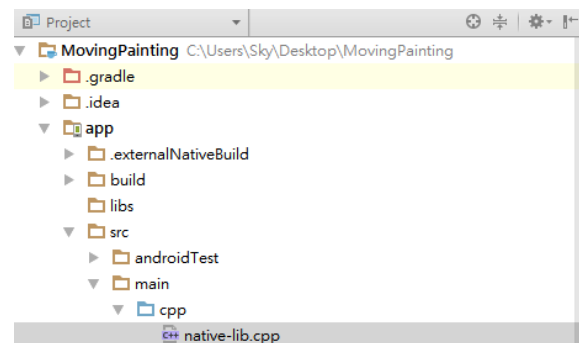 Project
MovingPainting C:\Users\Sky\Desktop\MovingPainting
.gradle
.idea
app
.externalNativeBuild
build
libs
src
androidTest
main
cpp
native-lib.cpp